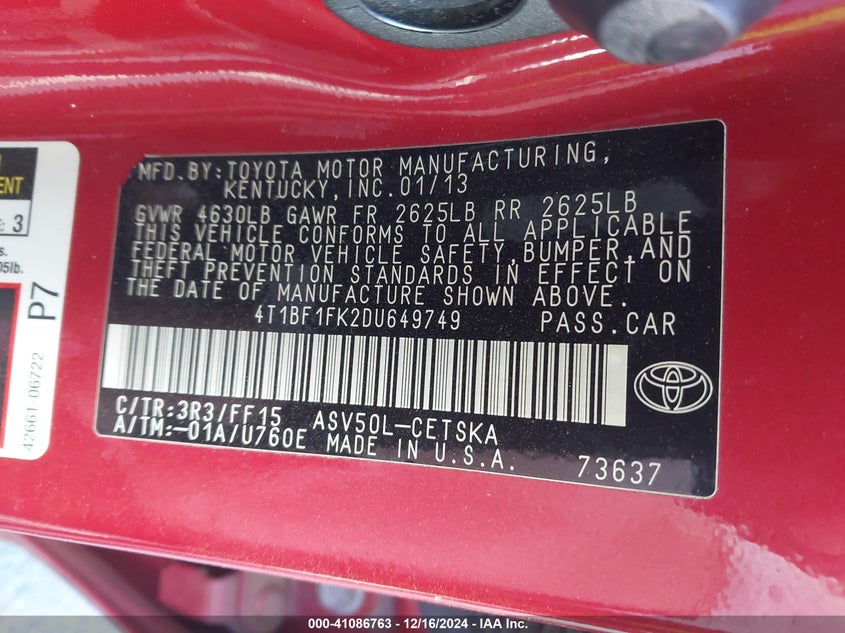 ENT
: 3
s.
05lb.
P7
42661-06722
MFD.BY:TOYOTA MOTOR MANUFACTURING,
KENTUCKY,INC.01/13
GVWR 4630LB GAWR FR 2625LB RR 2625LB
THIS VEHICLE CONFORMS TO ALL APPLICABLE
FEDERAL MOTOR VEHICLE SAFETY,BUMPER,AND
THEFT PREVENTION STANDARDS IN EFFECT ON
THE DATE OF MANUFACTURE SHOWN ABOVE.
4T1BF1FK2DU649749 PASS.CAR
C/TR:3R3/FF15 ASV50L-CETSKA
A/TM:-01A/U760E MADE IN U.S.A. 73637
000-41086763 - 12/16/2024 - IAA Inc.